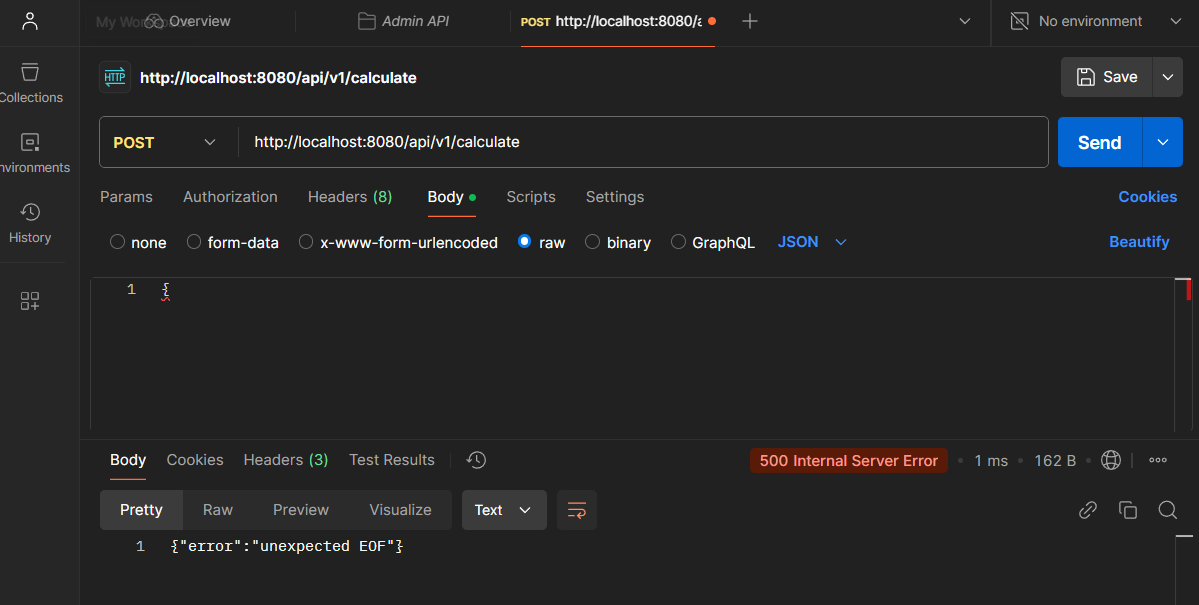 My Workspace Overview Admin API POST http://localhost:8080/a No environment
Collections
nvironments
History
HTTP http://localhost:8080/api/v1/calculate Save
POST http://localhost:8080/api/v1/calculate Send
Params Authorization Headers (8) Body Scripts Settings Cookies
none form-data x-www-form-urlencoded raw binary GraphQL JSON Beautify
1 {
Body Cookies Headers (3) Test Results 500 Internal Server Error 1 ms 162 B
Pretty Raw Preview Visualize Text
1 {"error":"unexpected EOF"}